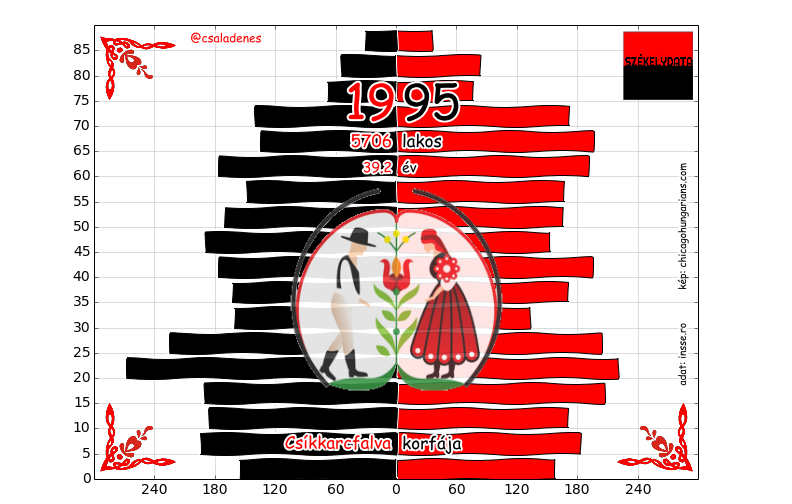 @csaladenes
SZÉKELYDATA
1995
5706 lakos
39.2 év
kép: chicagohungarians.com
adat: insse.ro
Csíkkarcfalva korfája
85
80
75
70
65
60
55
50
45
40
35
30
25
20
15
10
5
0
240 180 120 60 0 60 120 180 240